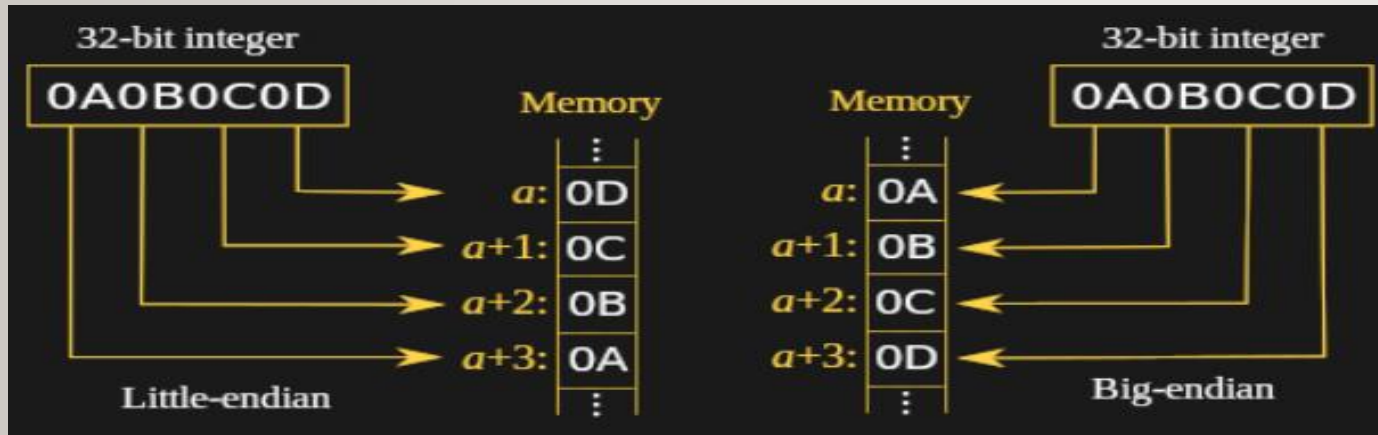 32-bit integer
0A0B0C0D
Memory
⋮
a: 0D
a+1: 0C
a+2: 0B
a+3: 0A
⋮
Little-endian
32-bit integer
0A0B0C0D
Memory
⋮
a: 0A
a+1: 0B
a+2: 0C
a+3: 0D
⋮
Big-endian